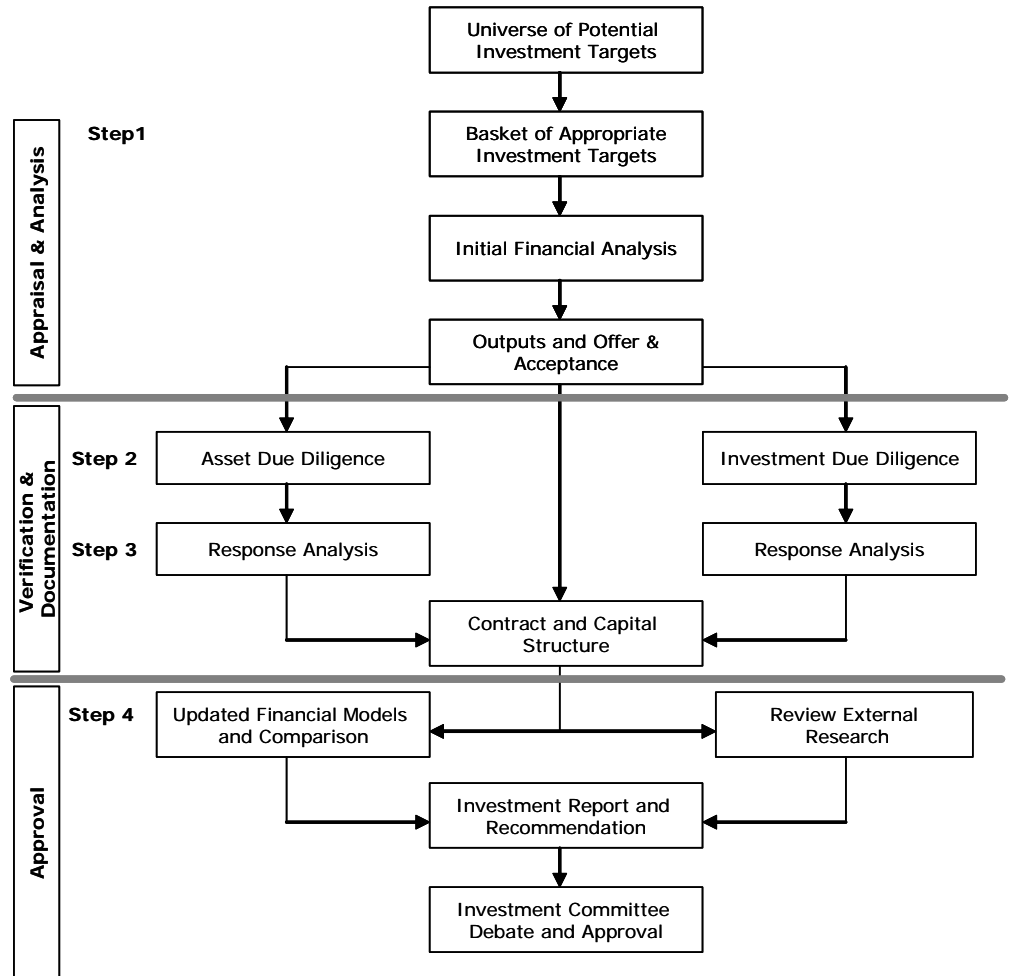 Universe of Potential
Investment Targets
Appraisal & Analysis
Step1
Basket of Appropriate
Investment Targets
Initial Financial Analysis
Outputs and Offer &
Acceptance
Verification &
Documentation
Step 2
Asset Due Diligence
Investment Due Diligence
Step 3
Response Analysis
Response Analysis
Contract and Capital
Structure
Approval
Step 4
Updated Financial Models
and Comparison
Review External
Research
Investment Report and
Recommendation
Investment Committee
Debate and Approval